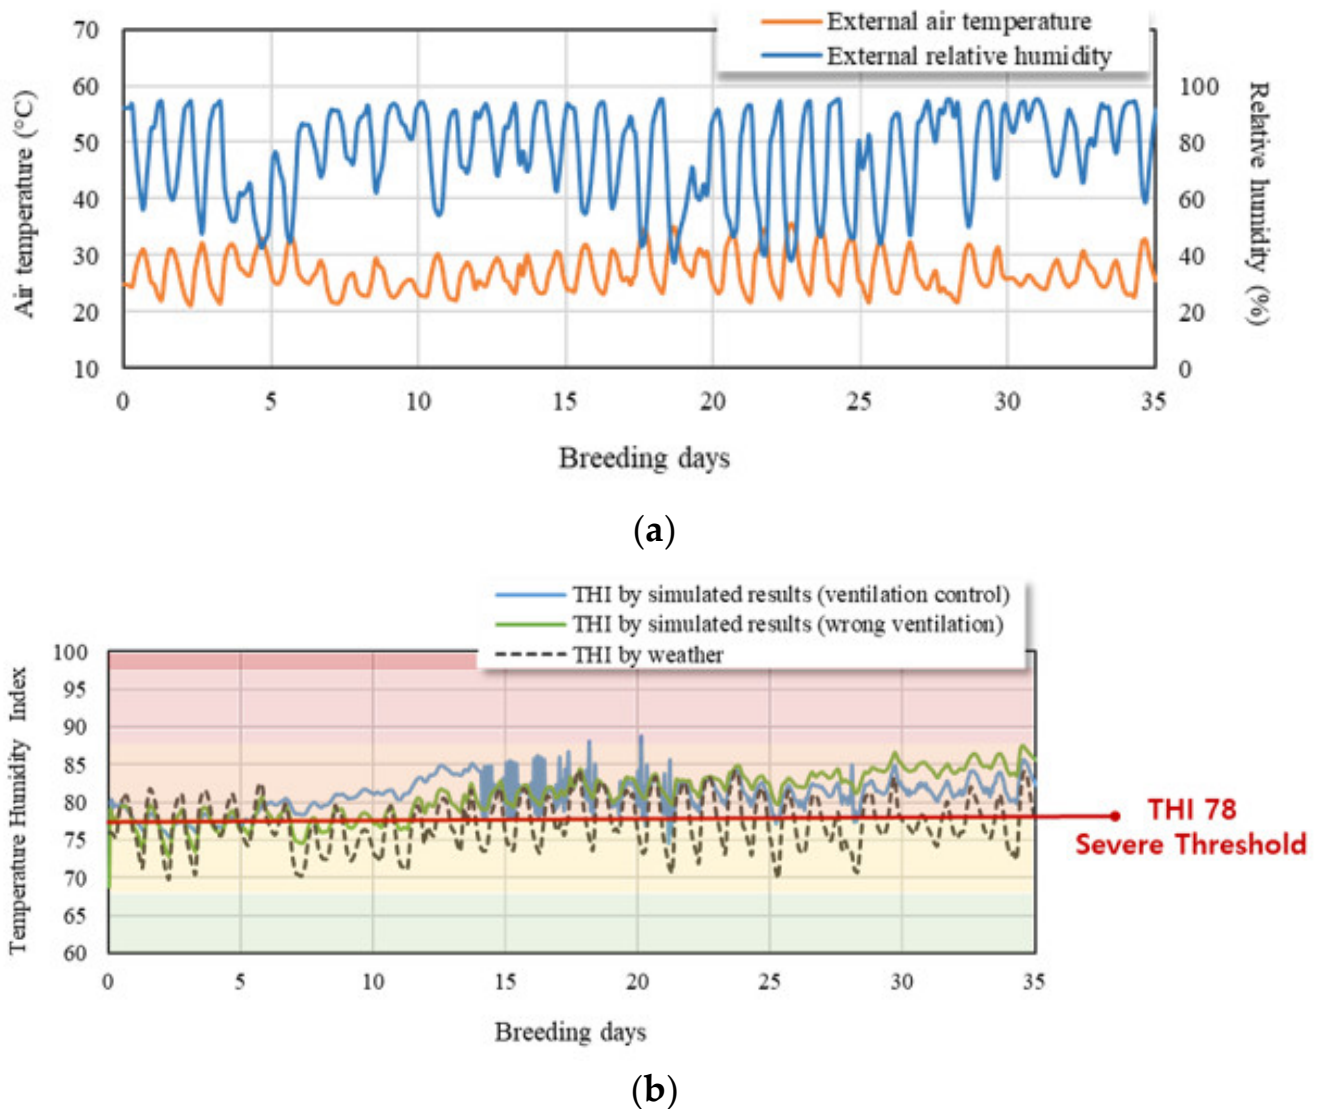 External air temperature
External relative humidity
Air temperature (°C)
70
60
50
40
30
20
10
Relative humidity (%)
100
80
60
40
20
0
0 5 10 15 20 25 30 35
Breeding days
(a)
THI by simulated results (ventilation control)
THI by simulated results (wrong ventilation)
THI by weather
Temperature Humidity Index
100
95
90
85
80
75
70
65
60
THI 78
Severe Threshold
0 5 10 15 20 25 30 35
Breeding days
(b)